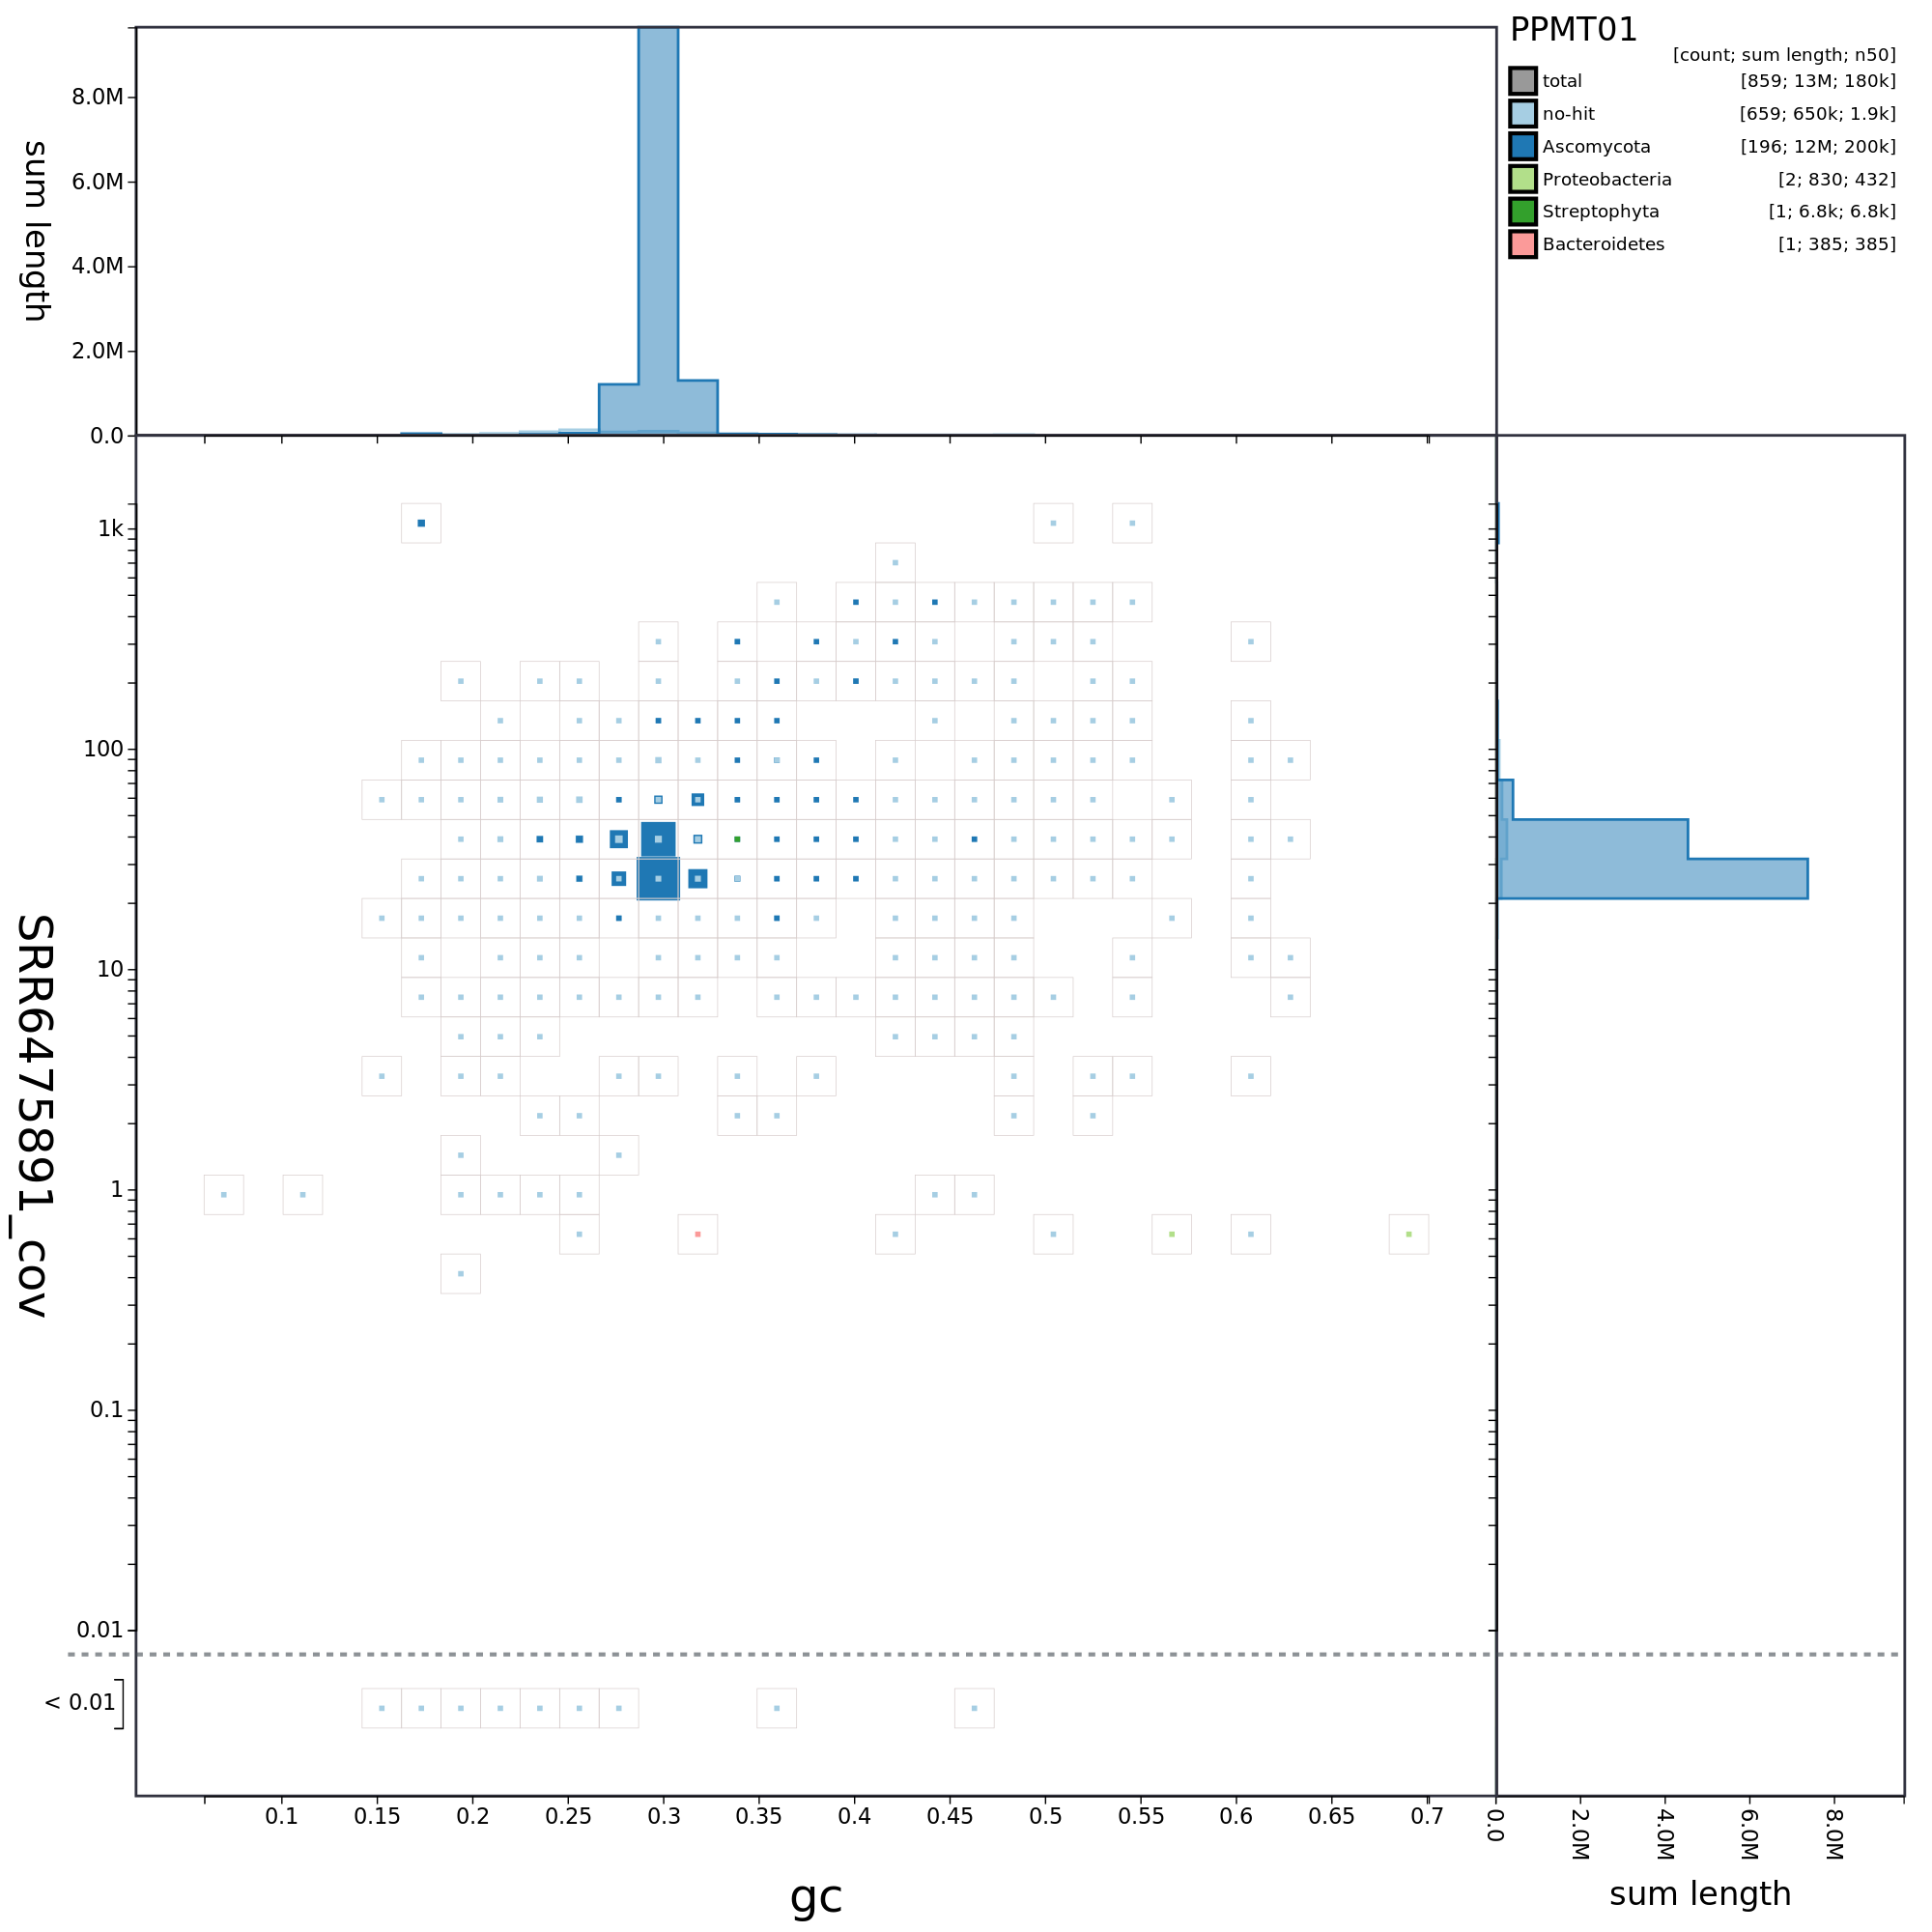 PPMT01
[count; sum length; n50]
total [859; 13M; 180k]
no-hit [659; 650k; 1.9k]
Ascomycota [196; 12M; 200k]
Proteobacteria [2; 830; 432]
Streptophyta [1; 6.8k; 6.8k]
Bacteroidetes [1; 385; 385]
sum length
8.0M
6.0M
4.0M
2.0M
0.0
SRR6475891_cov
1k
100
10
1
0.1
0.01
< 0.01
0.1 0.15 0.2 0.25 0.3 0.35 0.4 0.45 0.5 0.55 0.6 0.65 0.7
gc
0.0 2.0M 4.0M 6.0M 8.0M
sum length